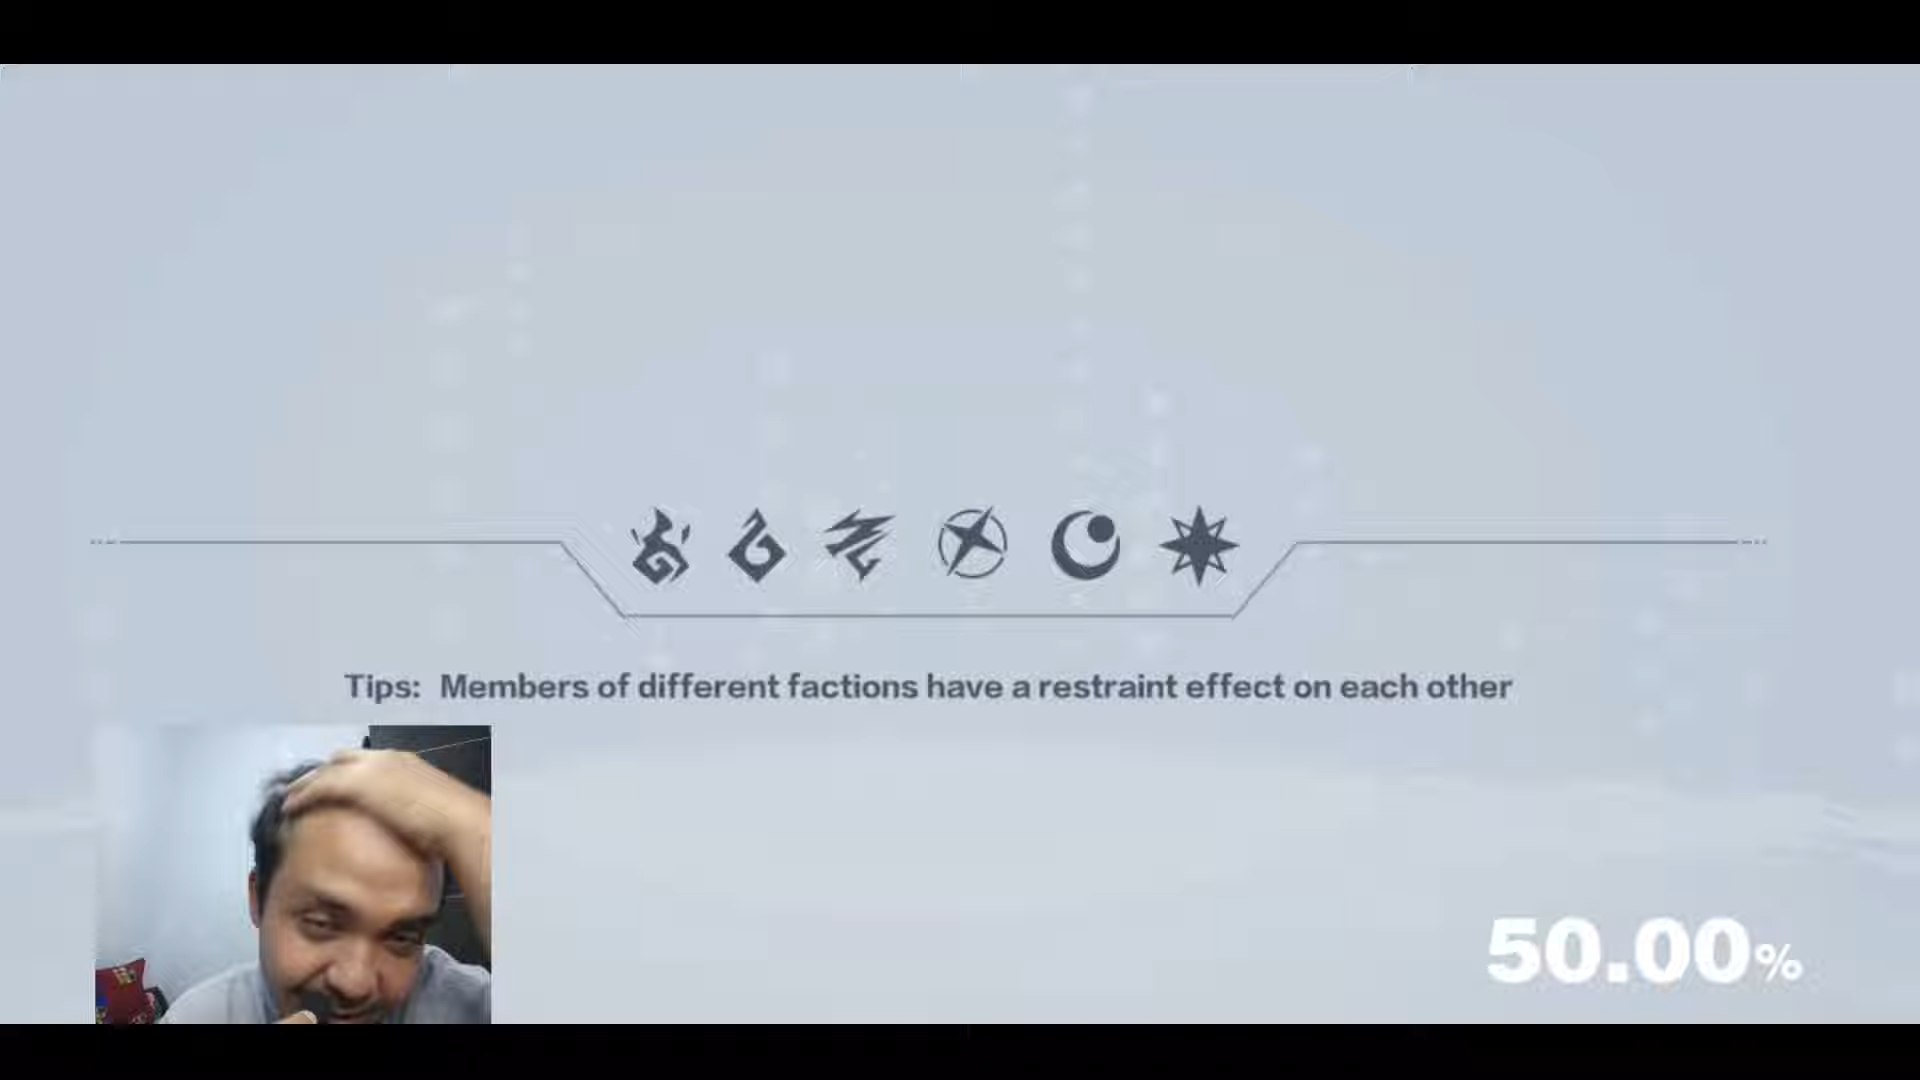 Tips: Members of different factions have a restraint effect on each other
50.00%